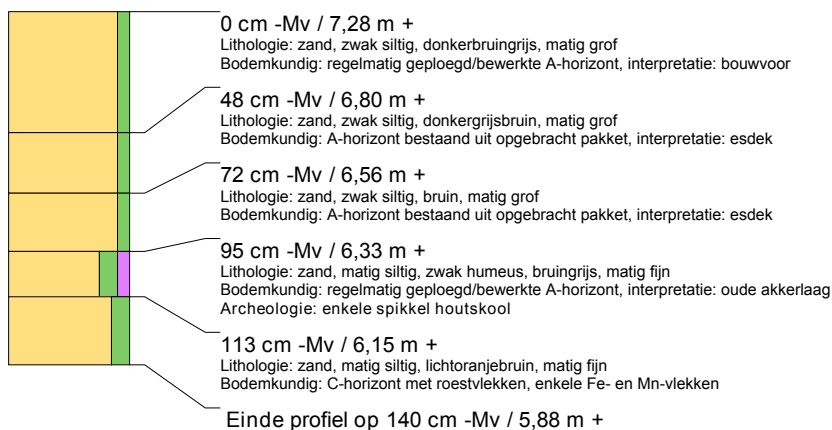 0 cm -Mv / 7,28 m +
Lithologie: zand, zwak siltig, donkerbruingrijs, matig grof
Bodemkundig: regelmatig geploegd/bewerkte A-horizont, interpretatie: bouwvoor
48 cm -Mv / 6,80 m +
Lithologie: zand, zwak siltig, donkergrijsbruin, matig grof
Bodemkundig: A-horizont bestaand uit opgebracht pakket, interpretatie: esdek
72 cm -Mv / 6,56 m +
Lithologie: zand, zwak siltig, bruin, matig grof
Bodemkundig: A-horizont bestaand uit opgebracht pakket, interpretatie: esdek
95 cm -Mv / 6,33 m +
Lithologie: zand, matig siltig, zwak humeus, bruingrijs, matig fijn
Bodemkundig: regelmatig geploegd/bewerkte A-horizont, interpretatie: oude akkerlaag
Archeologie: enkele spikkel houtskool
113 cm -Mv / 6,15 m +
Lithologie: zand, matig siltig, lichtoranjebruin, matig fijn
Bodemkundig: C-horizont met roestvlekken, enkele Fe- en Mn-vlekken
Einde profiel op 140 cm -Mv / 5,88 m +